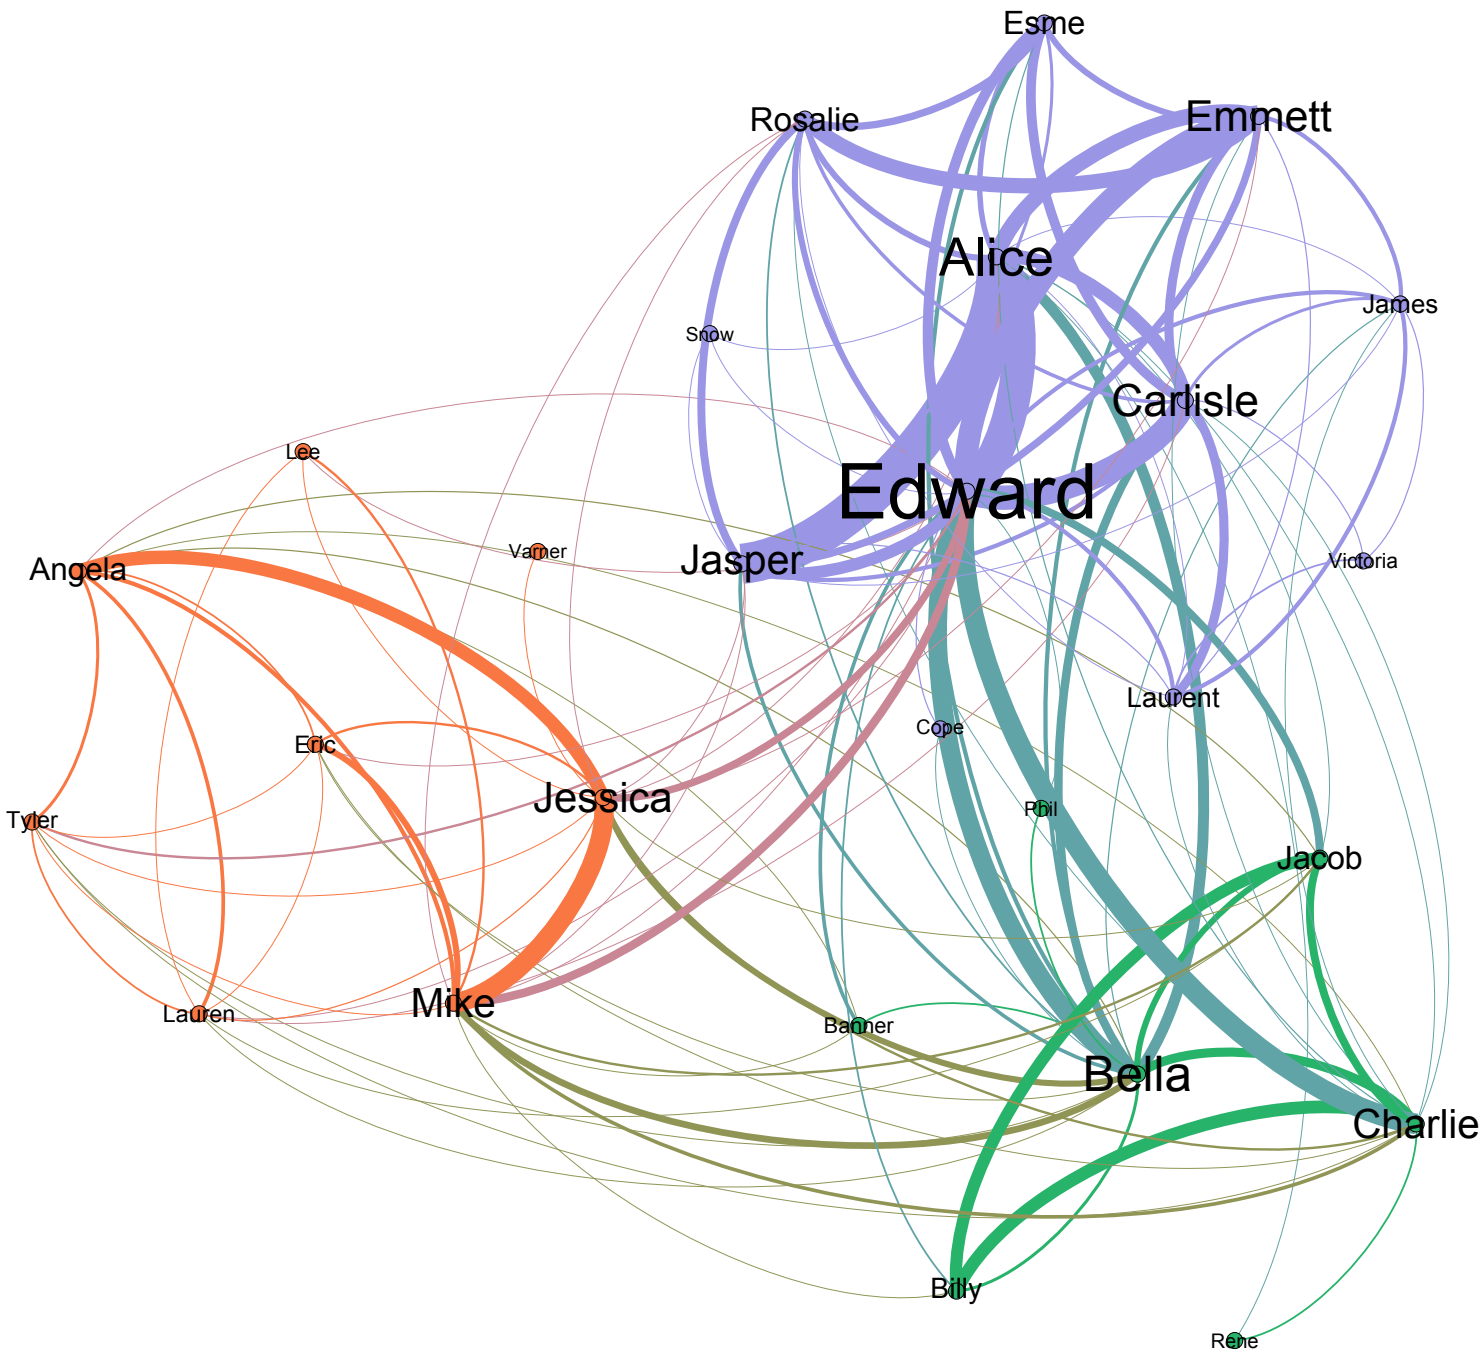 Esme
Rosalie
Emmett
Alice
James
Snow
Carlisle
Lee
Edward
Varner
Jasper
Victoria
Angela
Laurent
Cope
Eric
Jessica
Phil
Tyler
Jacob
Mike
Lauren
Banner
Bella
Charlie
Billy
Rene